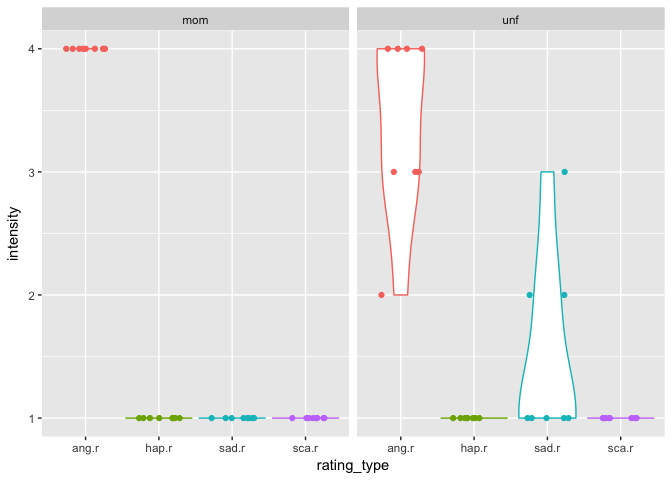 mom unf
4
3
2
1
intensity
ang.r hap.r sad.r sca.r ang.r hap.r sad.r sca.r
rating_type